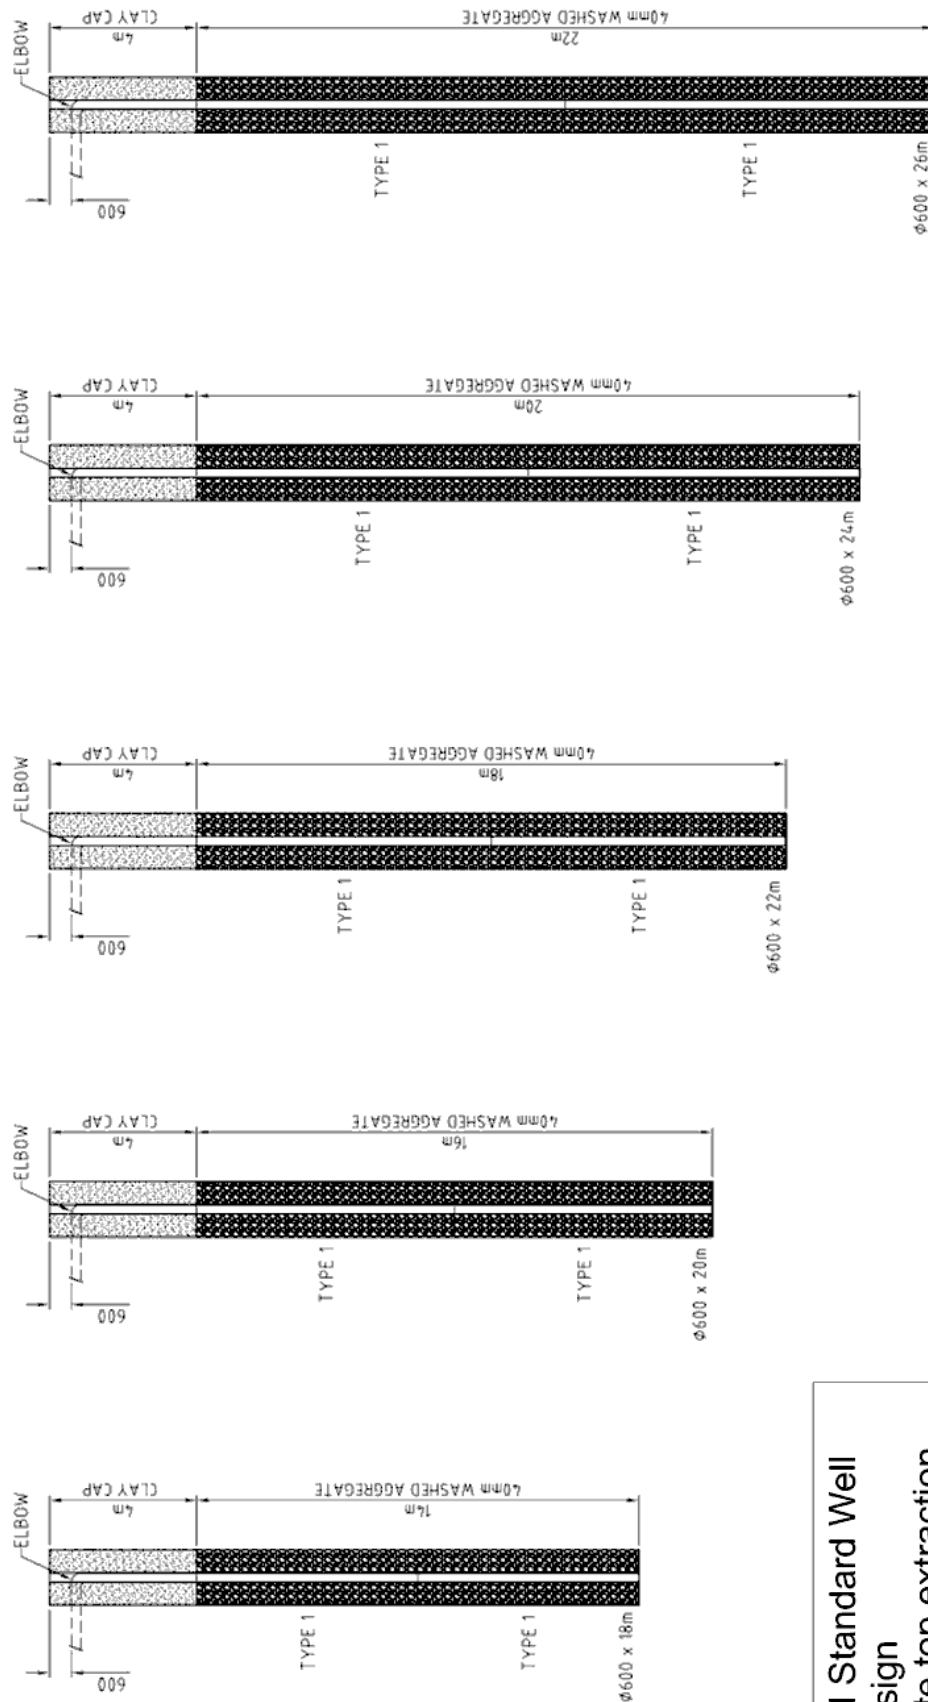 ELBOW
4m
CLAY CAP
22m
40mm WASHED AGGREGATE
600
TYPE 1
TYPE 1
Φ600 x 26m
ELBOW
4m
CLAY CAP
20m
40mm WASHED AGGREGATE
600
TYPE 1
TYPE 1
Φ600 x 24m
ELBOW
4m
CLAY CAP
18m
40mm WASHED AGGREGATE
600
TYPE 1
TYPE 1
Φ600 x 22m
ELBOW
4m
CLAY CAP
16m
40mm WASHED AGGREGATE
600
TYPE 1
TYPE 1
Φ600 x 20m
ELBOW
4m
CLAY CAP
14m
40mm WASHED AGGREGATE
600
TYPE 1
TYPE 1
Φ600 x 18m
Standard Well
sign
top extraction